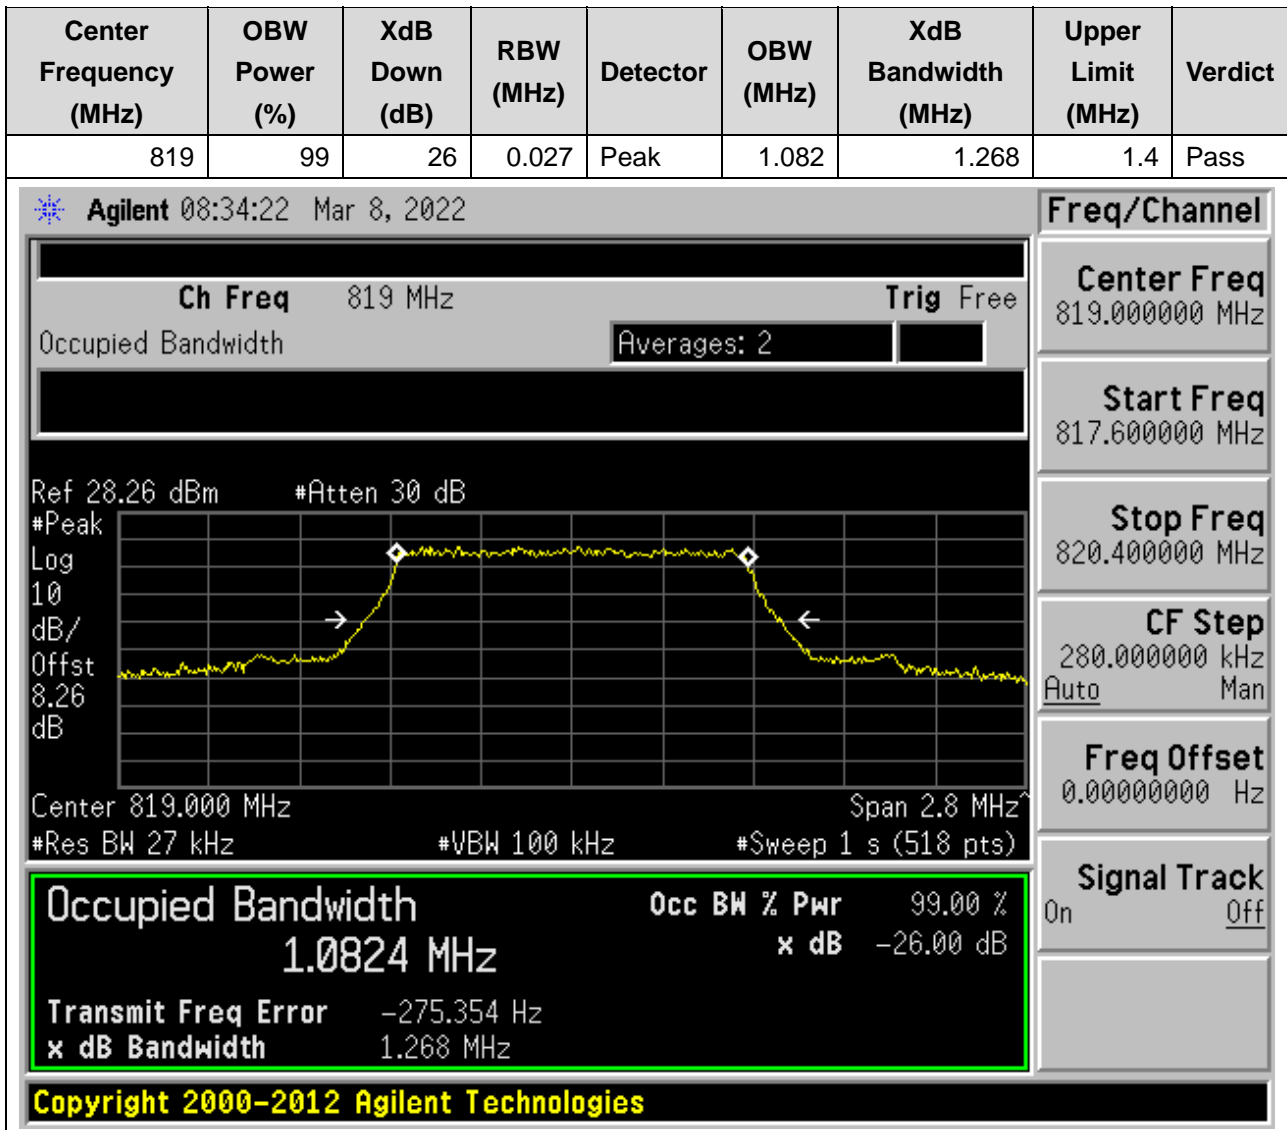 Center Frequency (MHz) OBW Power (%) XdB Down (dB) RBW (MHz) Detector OBW (MHz) XdB Bandwidth (MHz) Upper Limit (MHz) Verdict
819 99 26 0.027 Peak 1.082 1.268 1.4 Pass
Agilent 08:34:22 Mar 8, 2022
Freq/Channel
Ch Freq 819 MHz Trig Free
Occupied Bandwidth Averages: 2
Ref 28.26 dBm #Atten 30 dB
#Peak
Log
10
dB/
Offst
8.26
dB
Center 819.000 MHz Span 2.8 MHz^
#Res BW 27 kHz #VBW 100 kHz #Sweep 1 s (518 pts)
Occupied Bandwidth
1.0824 MHz
Occ BW % Pwr 99.00 %
x dB -26.00 dB
Transmit Freq Error -275.354 Hz
x dB Bandwidth 1.268 MHz
Center Freq
819.000000 MHz
Start Freq
817.600000 MHz
Stop Freq
820.400000 MHz
CF Step
280.000000 kHz
Auto Man
Freq Offset
0.00000000 Hz
Signal Track
On Off
Copyright 2000-2012 Agilent Technologies